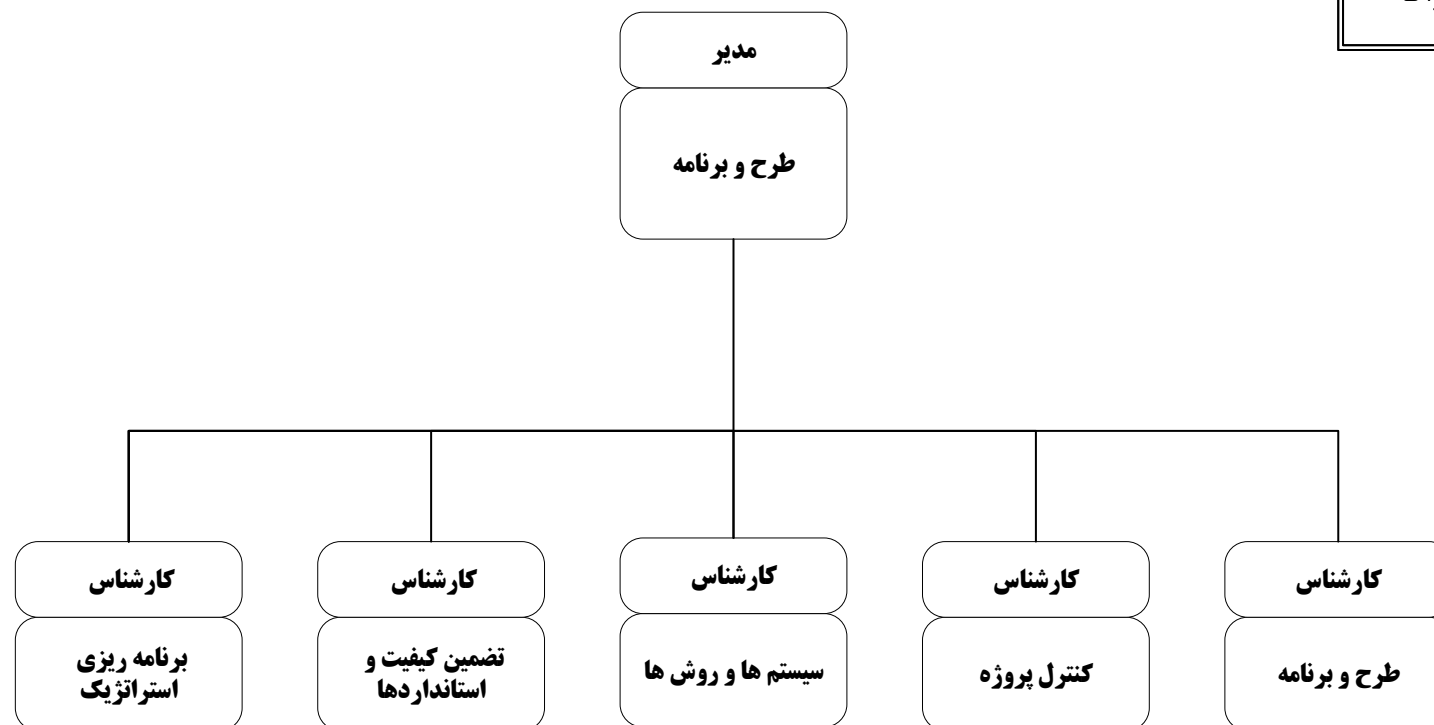 مدیر
طرح و برنامه
کارشناس
طرح و برنامه
کارشناس
کنترل پروژه
کارشناس
سیستم ها و روش ها
کارشناس
تضمین کیفیت و
استانداردها
کارشناس
برنامه ریزی
استراتژیک